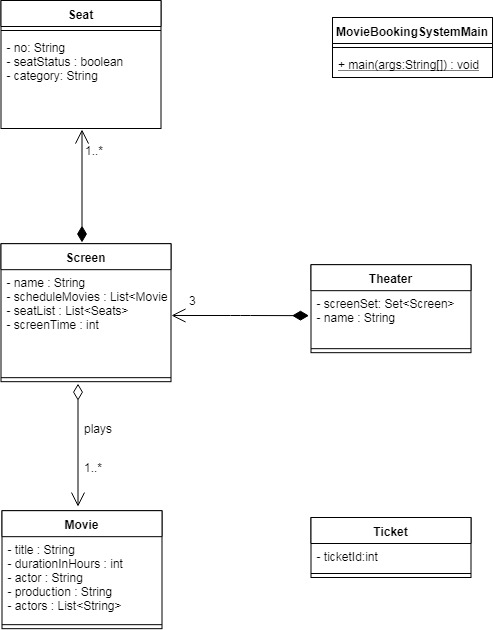 Seat
- no: String
- seatStatus : boolean
- category: String
MovieBookingSystemMain
+ main(args:String[]) : void
1..*
Screen
- name : String
- scheduleMovies : List<Movie
- seatList : List<Seats>
- screenTime : int
3
Theater
- screenSet: Set<Screen>
- name : String
plays
1..*
Movie
- title : String
- durationInHours : int
- actor : String
- production : String
- actors : List<String>
Ticket
- ticketId:int